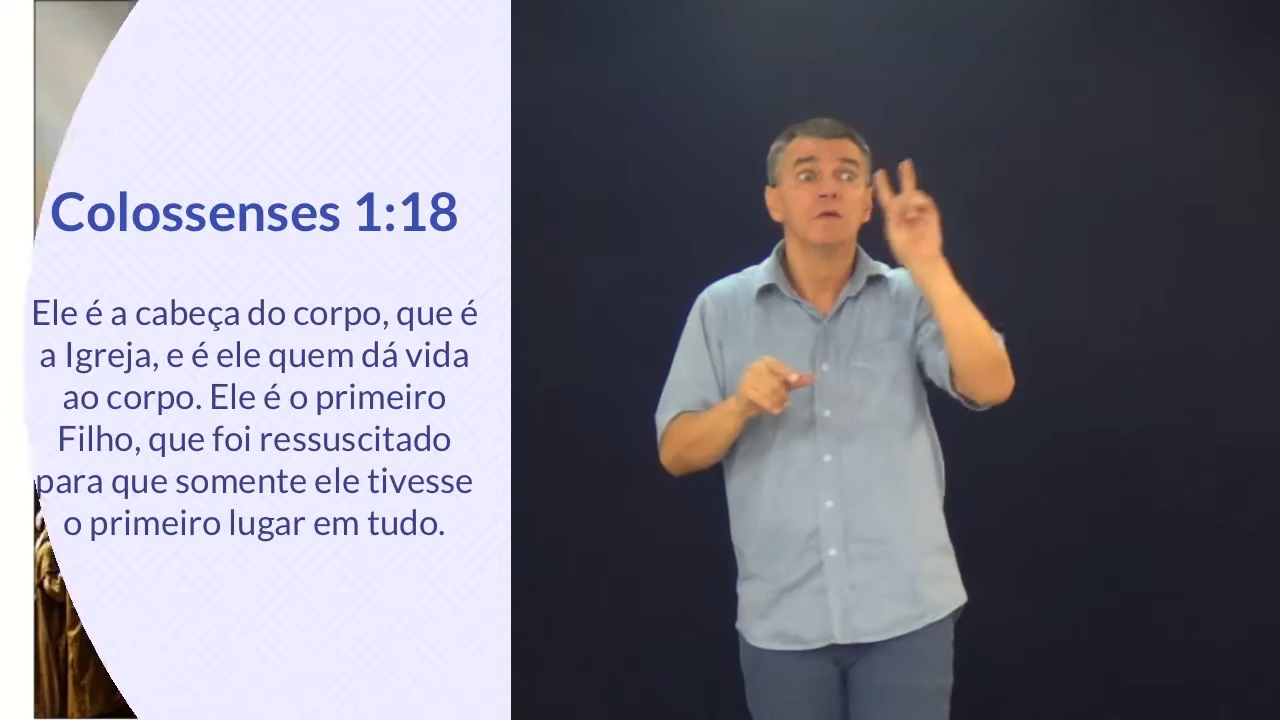 Colossenses 1:18
Ele é a cabeça do corpo, que é
a Igreja, e é ele quem dá vida
ao corpo. Ele é o primeiro
Filho, que foi ressuscitado
para que somente ele tivesse
o primeiro lugar em tudo.